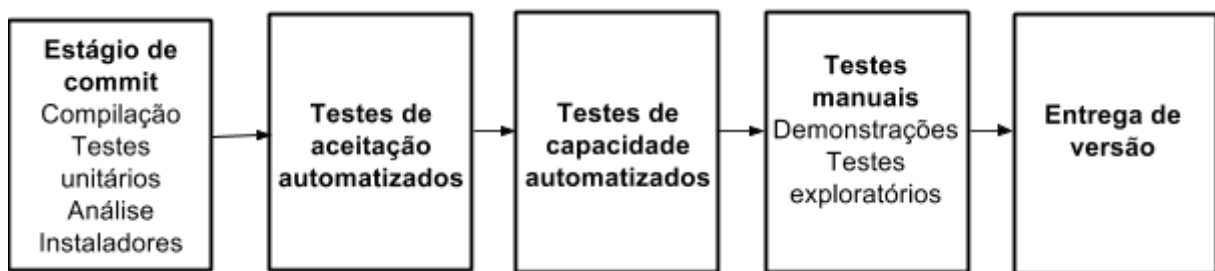 Estágio de
commit
Compilação
Testes
unitários
Análise
Instaladores
Testes de
aceitação
automatizados
Testes de
capacidade
automatizados
Testes
manuais
Demonstrações
Testes
exploratórios
Entrega de
versão